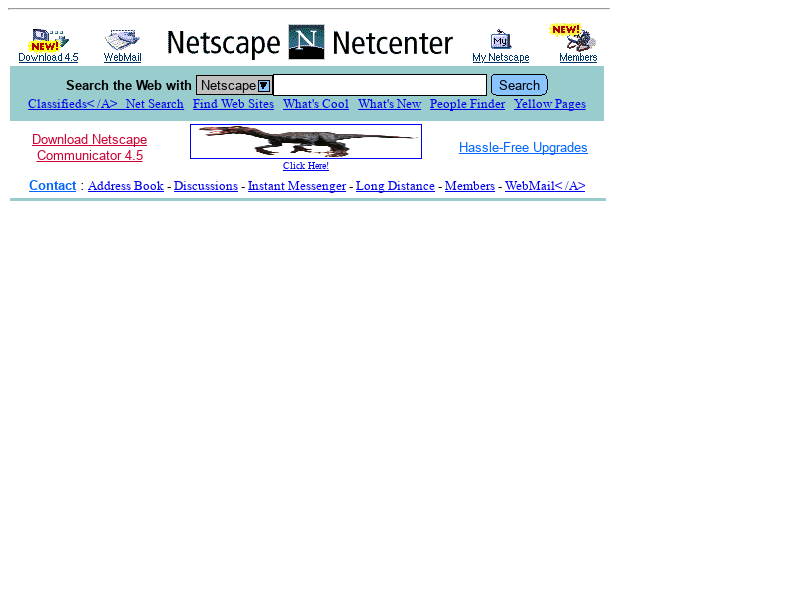 NEW! NEW!
Download 4.5 WebMail Netscape N Netcenter My My Netscape Members
Search the Web with Netscape Search
Classifieds< /A> Net Search Find Web Sites What's Cool What's New People Finder Yellow Pages
Download Netscape
Communicator 4.5
Click Here!
Hassle-Free Upgrades
Contact : Address Book - Discussions - Instant Messenger - Long Distance - Members - WebMail< /A>